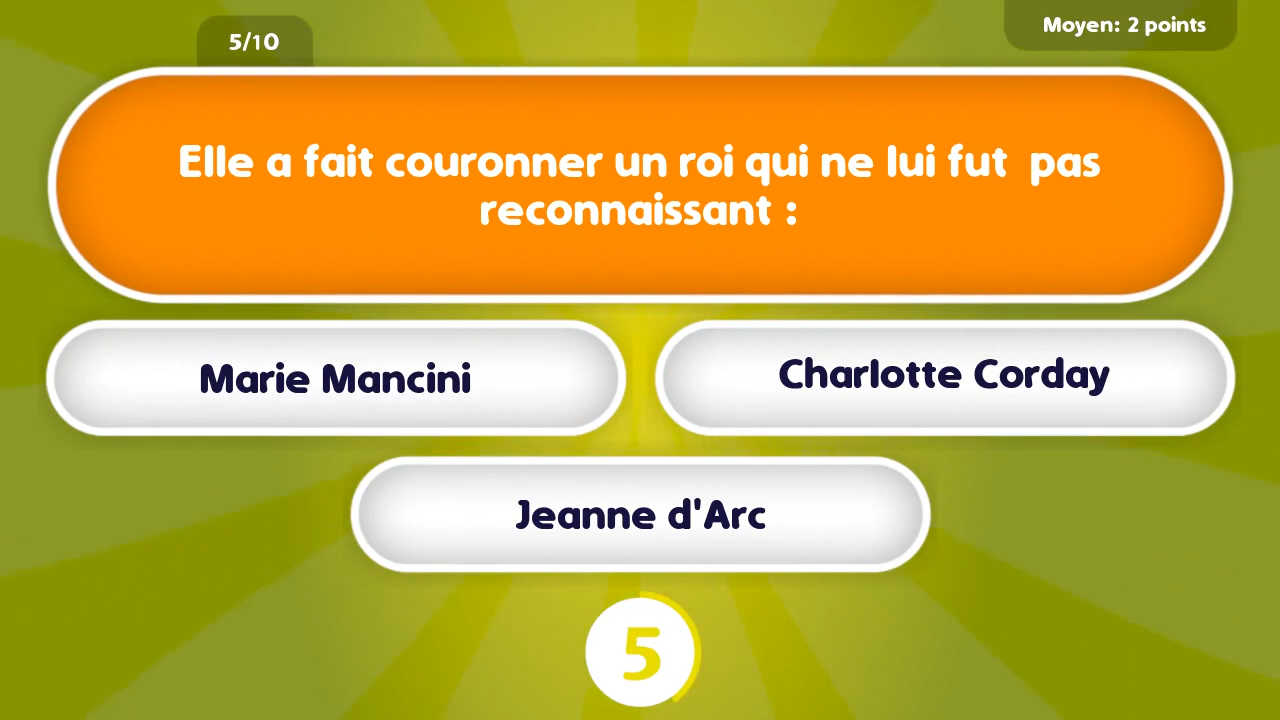 5/10
Moyen: 2 points
Elle a fait couronner un roi qui ne lui fut pas
reconnaissant :
Marie Mancini
Charlotte Corday
Jeanne d'Arc
5